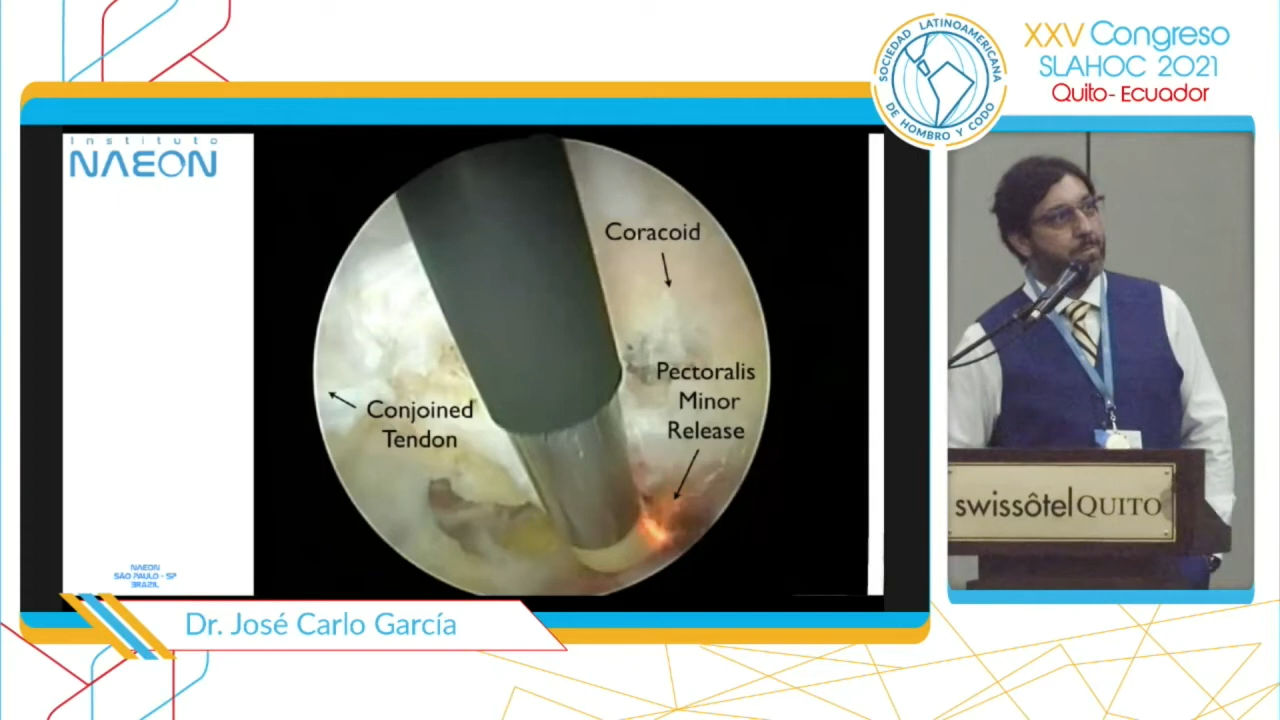 SOCIEDAD LATINOAMERICANA
DE HOMBRO Y CODO
XXV Congreso
SLAHOC 2021
Quito- Ecuador
Instituto
NAEON
Coracoid
Pectoralis
Minor
Release
Conjoined
Tendon
NAEON
SÃO PAULO - SP
BRAZIL
swissôtel QUITO
Dr. José Carlo García